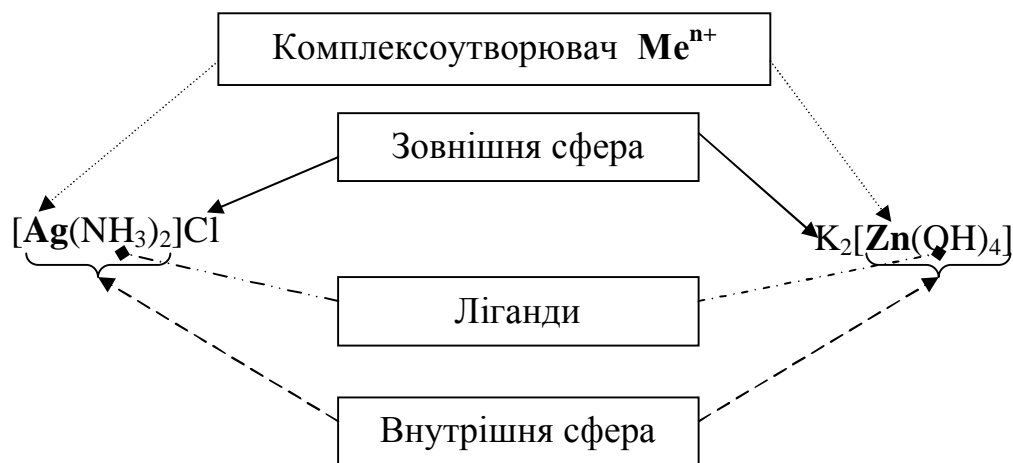 Комплексоутворювач Meⁿ⁺
Зовнішня сфера
[Ag(NH₃)₂]Cl
K₂[Zn(OH)₄]
Ліганди
Внутрішня сфера